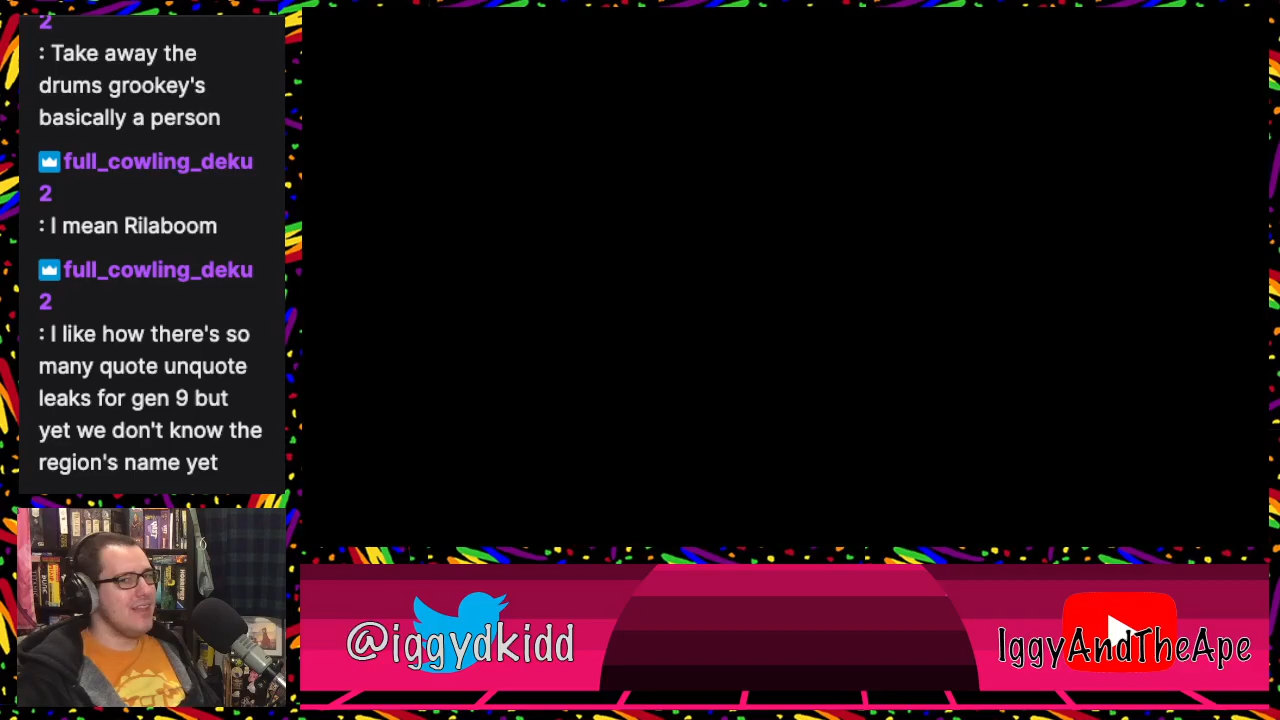 2
: Take away the
drums grookey's
basically a person
full_cowling_deku
2
: I mean Rilaboom
full_cowling_deku
2
: I like how there's so
many quote unquote
leaks for gen 9 but
yet we don't know the
region's name yet
@iggydkidd
IggyAndTheApe